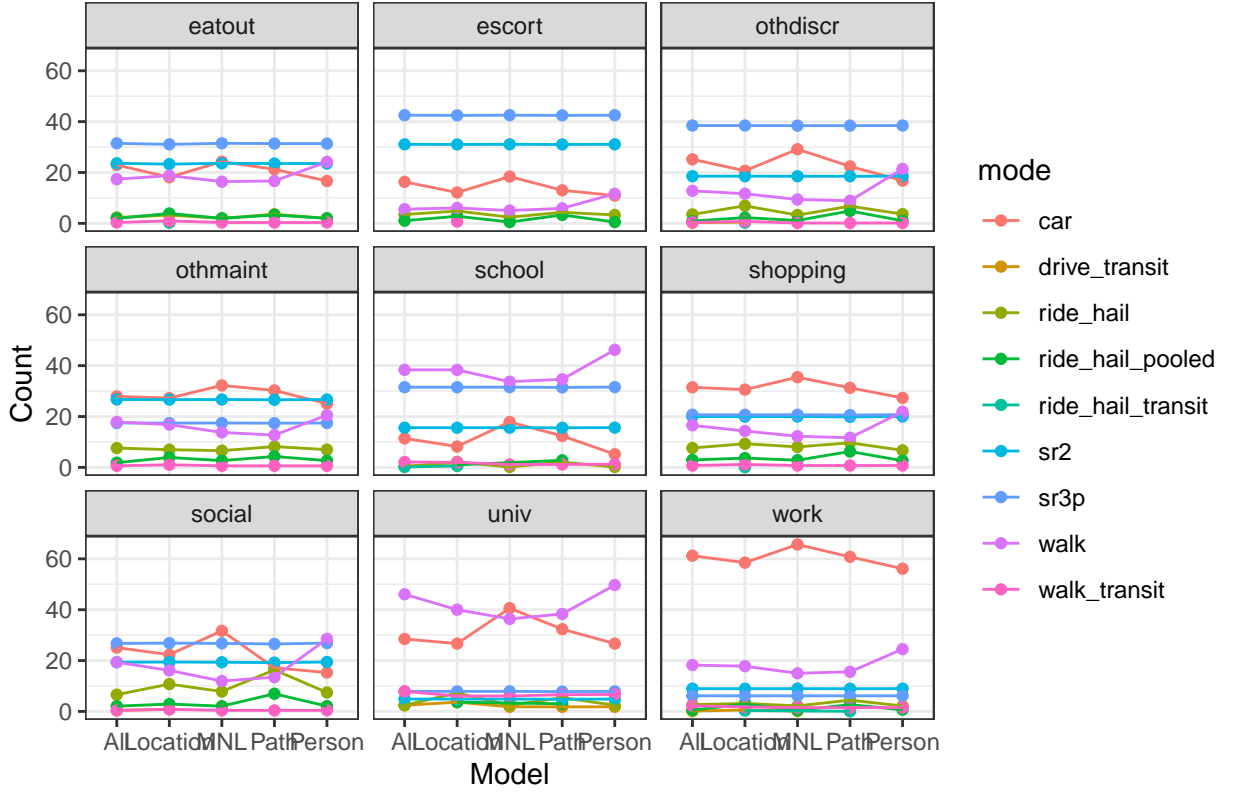 eatout escort othdiscr
60
40
20
0
othmaint school shopping
60
40
20
0
social univ work
60
40
20
0
All Location MNL Path Person All Location MNL Path Person All Location MNL Path Person
Model
Count
mode
car
drive_transit
ride_hail
ride_hail_pooled
ride_hail_transit
sr2
sr3p
walk
walk_transit